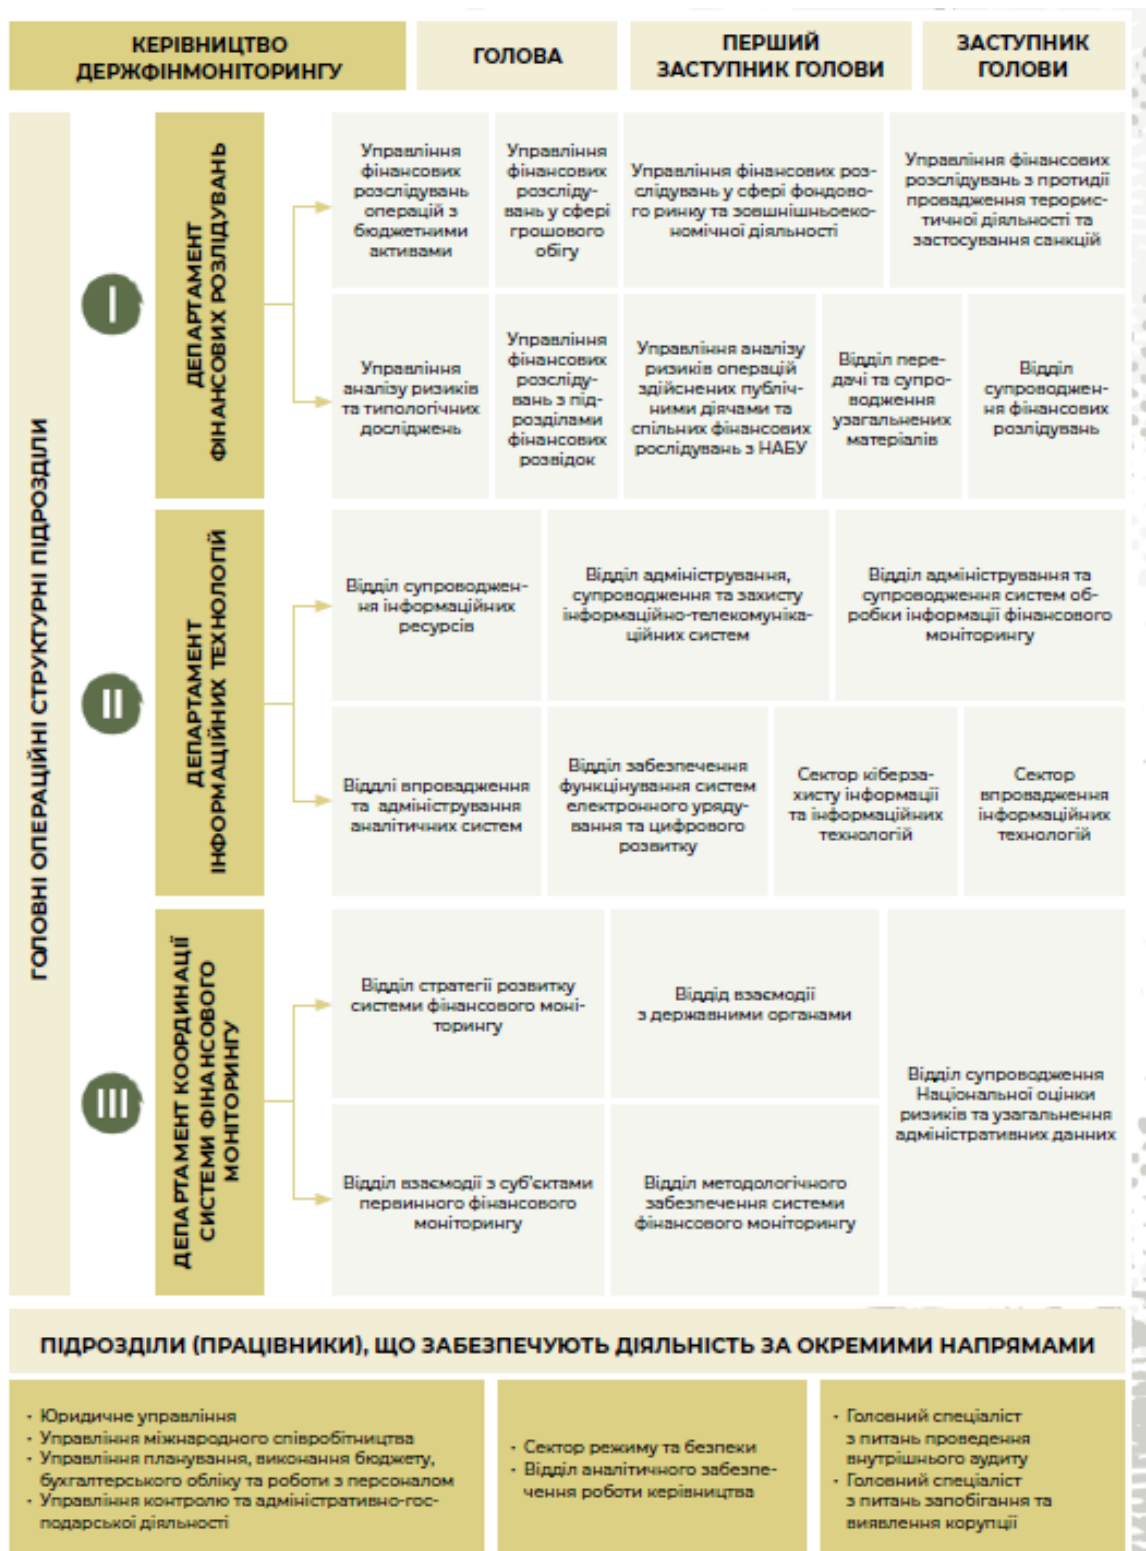 КЕРІВНИЦТВО
ДЕРЖФІНМОНІТОРИНГУ
ГОЛОВА
ПЕРШИЙ
ЗАСТУПНИК ГОЛОВИ
ЗАСТУПНИК
ГОЛОВИ
ГОЛОВНІ ОПЕРАЦІЙНІ СТРУКТУРНІ ПІДРОЗДІЛИ
I
ДЕПАРТАМЕНТ
ФІНАНСОВИХ РОЗЛІДУВАНЬ
Управління
фінансових
розслідувань
операцій з
бюджетними
активами
Управління
фінансових
розсліду-
вань у сфері
грошового
обігу
Управління фінансових роз-
слідувань у сфері фондово-
го ринку та зовнішньоеко-
номічної діяльності
Управління фінансових
розслідувань з протидії
провадження терорис-
тичної діяльності та
застосування санкцій
Управління
аналізу ризиків
та типологічних
досліджень
Управління
фінансових
розсліду-
вань з під-
розділами
фінансових
розвідок
Управління аналізу
ризиків операцій
здійснених публіч-
ними діячами та
спільних фінансових
рослідувань з НАБУ
Відділ пере-
дачі та супро-
водження
узагальнених
матеріалів
Відділ
супроводжен-
ня фінансових
розлідувань
II
ДЕПАРТАМЕНТ
ІНФОРМАЦІЙНИХ ТЕХНОЛОГІЙ
Відділ супроводжен-
ня інформаційних
ресурсів
Відділ адміністрування,
супроводження та захисту
інформаційно-телекомуніка-
ційних систем
Відділ адміністрування та
супроводження систем об-
робки інформації фінансового
моніторингу
Віддлі впровадження
та адміністрування
аналітичних систем
Відділ забезпечення
функцінування систем
електронного уряду-
вання та цифрового
розвитку
Сектор кіберза-
хисту інформації
та інформаційних
технологій
Сектор
впровадження
інформаційних
технологій
III
ДЕПАРТАМЕНТ КООРДИНАЦІЇ
СИСТЕМИ ФІНАНСОВОГО
МОНІТОРИНГУ
Відділ стратегії розвитку
системи фінансового моні-
торингу
Віддід взаємодії
з державними органами
Відділ супроводження
Національної оцінки
ризиків та узагальнення
адміністративних данних
Відділ взаємодії з суб'єктами
первинного фінансового
моніторингу
Відділ методологічного
забезпечення системи
фінансового моніторингу
ПІДРОЗДІЛИ (ПРАЦІВНИКИ), ЩО ЗАБЕЗПЕЧУЮТЬ ДІЯЛЬНІСТЬ ЗА ОКРЕМИМИ НАПРЯМАМИ
· Юридичне управління
· Управління міжнародного співробітництва
· Управління планування, виконання бюджету,
бухгалтерського обліку та роботи з персоналом
· Управління контролю та адміністративно-гос-
подарської діяльності
· Сектор режиму та безпеки
· Відділ аналітичного забезпе-
чення роботи керівництва
· Головний спеціаліст
з питань проведення
внутрішнього аудиту
· Головний спеціаліст
з питань запобігання та
виявлення корупції